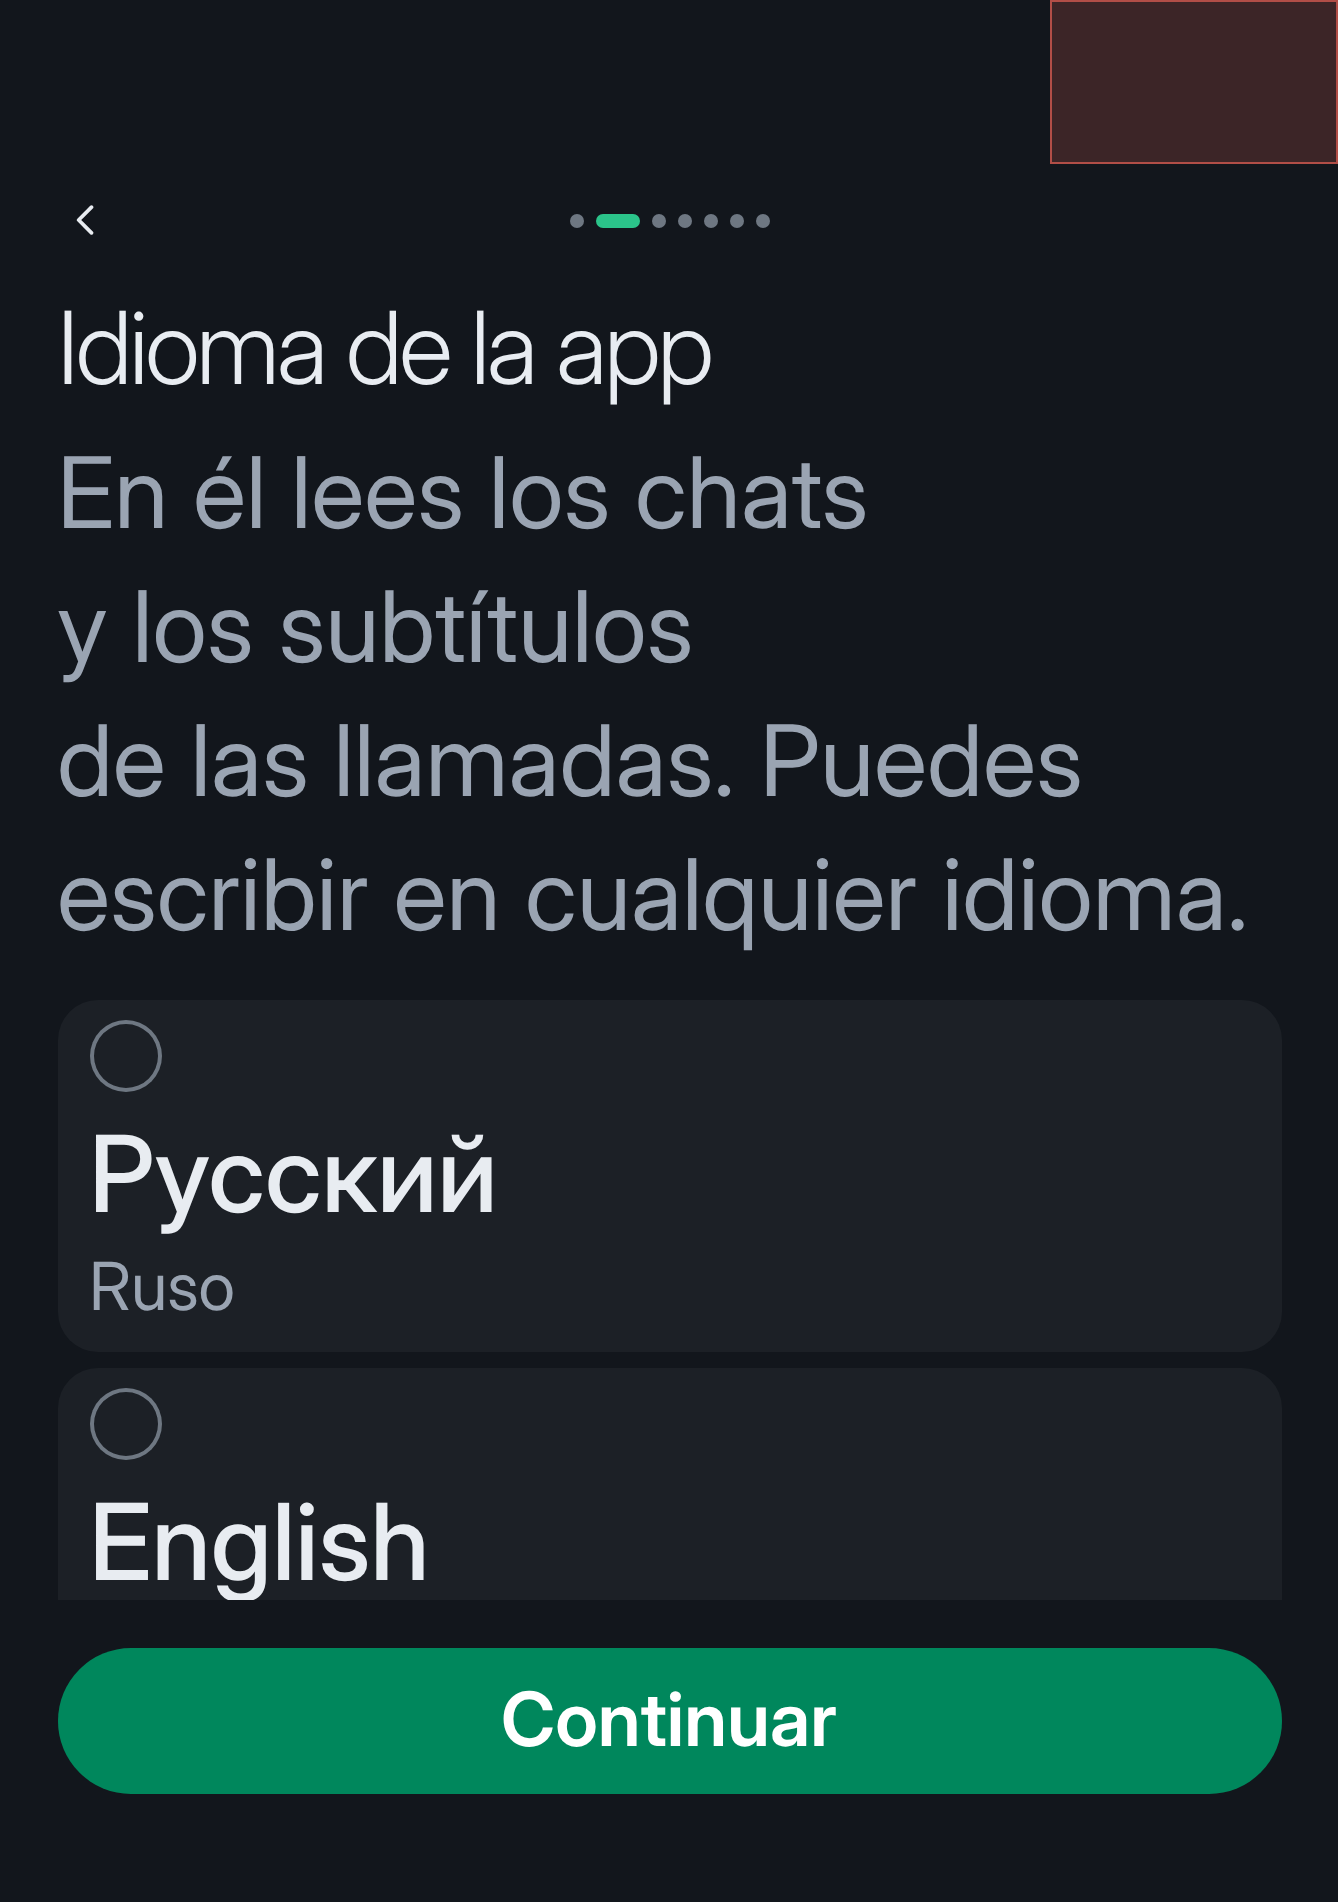 Idioma de la app
En él lees los chats
y los subtítulos
de las llamadas. Puedes
escribir en cualquier idioma.
Русский
Ruso
English
Continuar